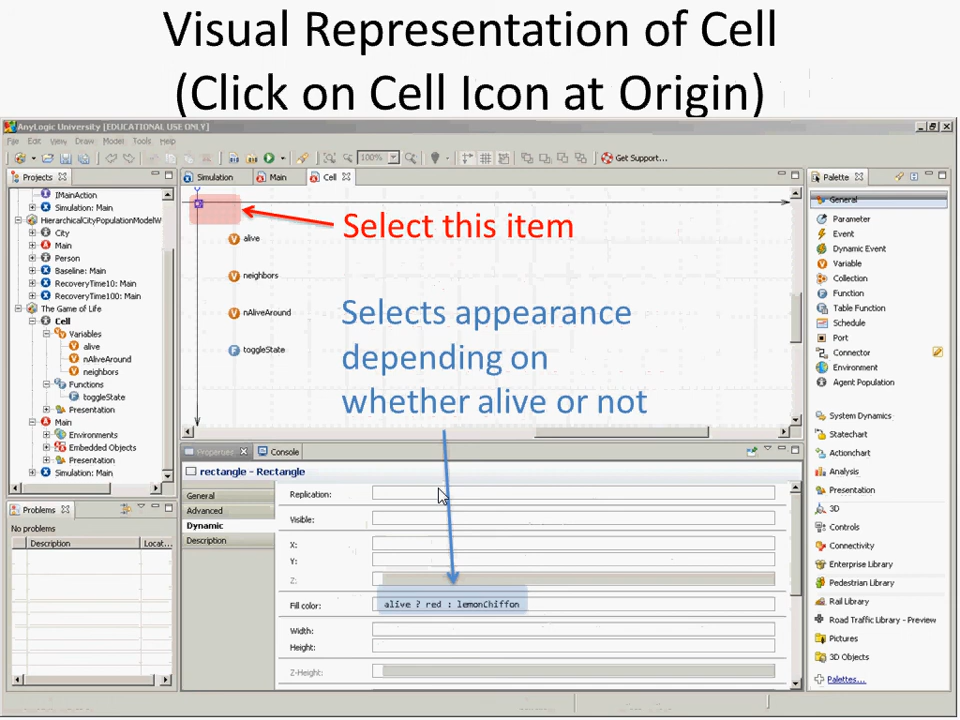 Visual Representation of Cell
(Click on Cell Icon at Origin)
AnyLogic University [EDUCATIONAL USE ONLY]
File Edit View Draw Model Tools Help
100%
Get Support...
Projects
Simulation
Main
Cell
Palette
IMainAction
Simulation: Main
HierarchicalCityPopulationModelW
City
Main
Person
Baseline: Main
RecoveryTime10: Main
RecoveryTime100: Main
The Game of Life
Cell
Variables
alive
nAliveAround
neighbors
Functions
toggleState
Presentation
Main
Environments
Embedded Objects
Presentation
Simulation: Main
Select this item
alive
neighbors
nAliveAround
toggleState
Selects appearance
depending on
whether alive or not
General
Parameter
Event
Dynamic Event
Variable
Collection
Function
Table Function
Schedule
Port
Connector
Environment
Agent Population
System Dynamics
Statechart
Actionchart
Analysis
Presentation
3D
Controls
Connectivity
Enterprise Library
Pedestrian Library
Rail Library
Road Traffic Library - Preview
Pictures
3D Objects
Palettes...
Properties
Console
rectangle - Rectangle
General
Advanced
Dynamic
Description
Replication:
Visible:
X:
Y:
Z:
Fill color:
alive ? red : lemonChiffon
Width:
Height:
Z-Height:
Problems
No problems
Description
Locat...